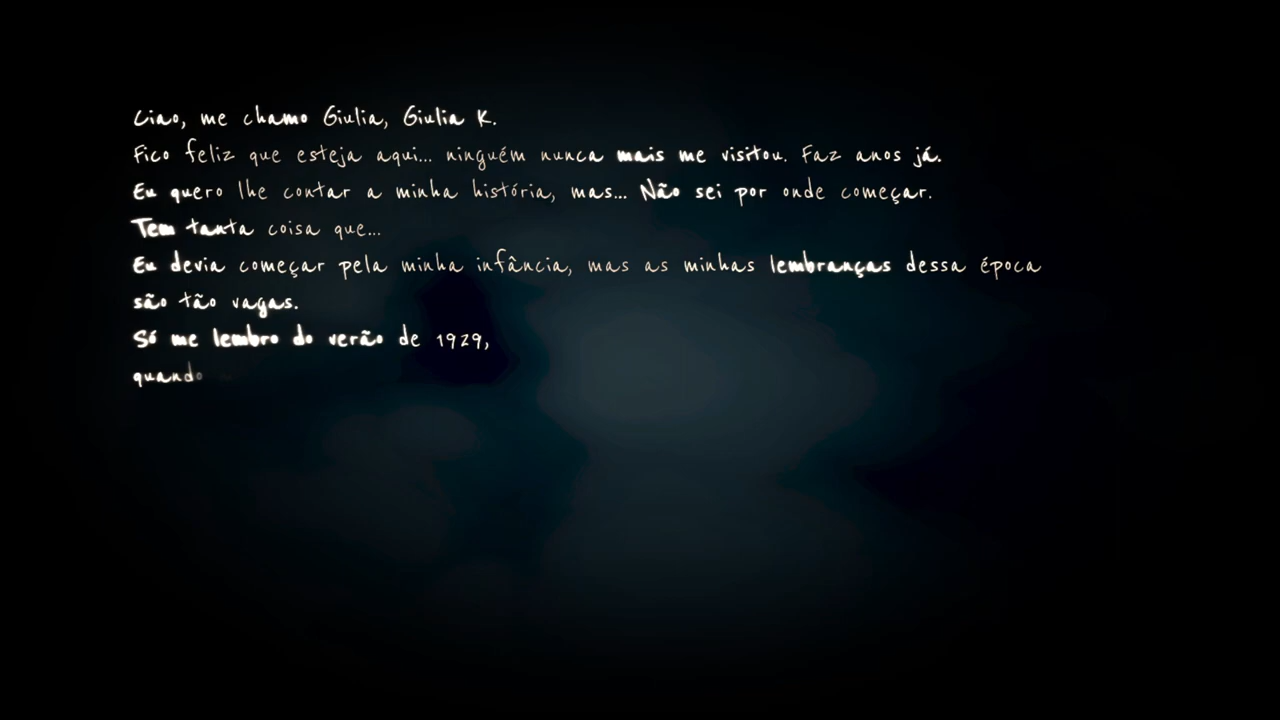 Ciao, me chamo Giulia, Giulia K.
Fico feliz que esteja aqui... ninguém nunca mais me visitou. Faz anos já.
Eu quero lhe contar a minha história, mas... Não sei por onde começar.
Tem tanta coisa que...
Eu devia começar pela minha infância, mas as minhas lembranças dessa época
são tão vagas.
Só me lembro do verão de 1929,
quando